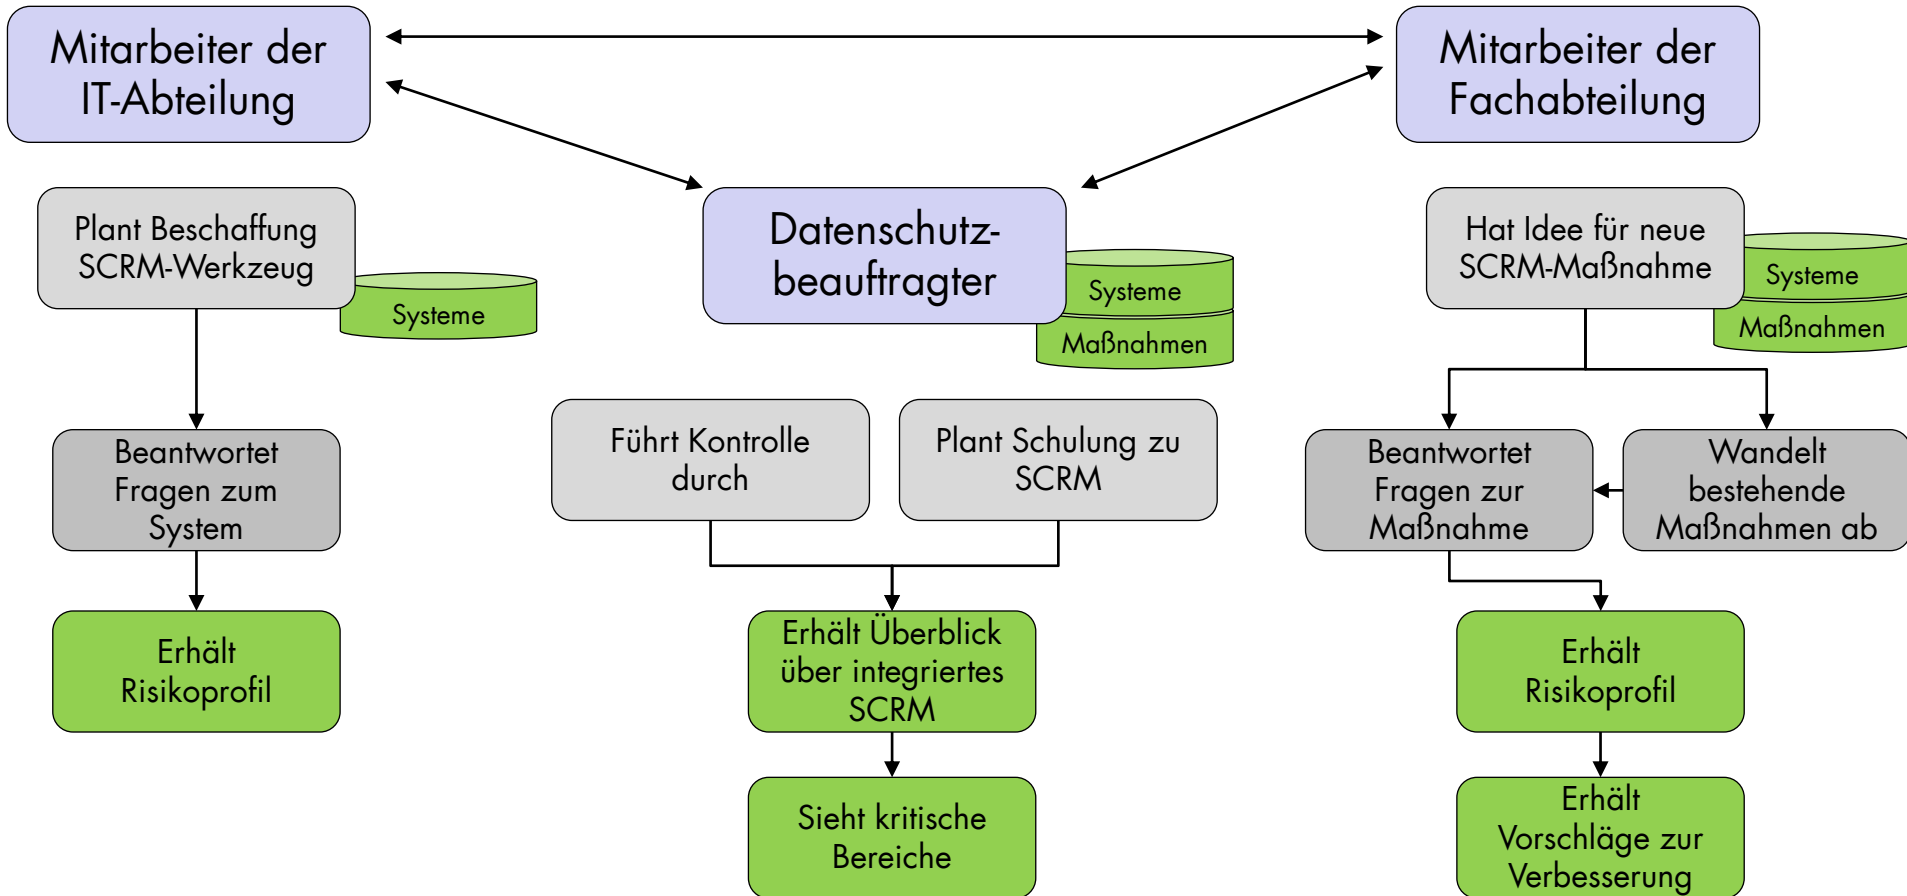 Mitarbeiter der
IT-Abteilung
Mitarbeiter der
Fachabteilung
Plant Beschaffung
SCRM-Werkzeug
Systeme
Datenschutz-
beauftragter
Systeme
Maßnahmen
Hat Idee für neue
SCRM-Maßnahme
Systeme
Maßnahmen
Beantwortet
Fragen zum
System
Führt Kontrolle
durch
Plant Schulung zu
SCRM
Beantwortet
Fragen zur
Maßnahme
Wandelt
bestehende
Maßnahmen ab
Erhält
Risikoprofil
Erhält Überblick
über integriertes
SCRM
Erhält
Risikoprofil
Sieht kritische
Bereiche
Erhält
Vorschläge zur
Verbesserung